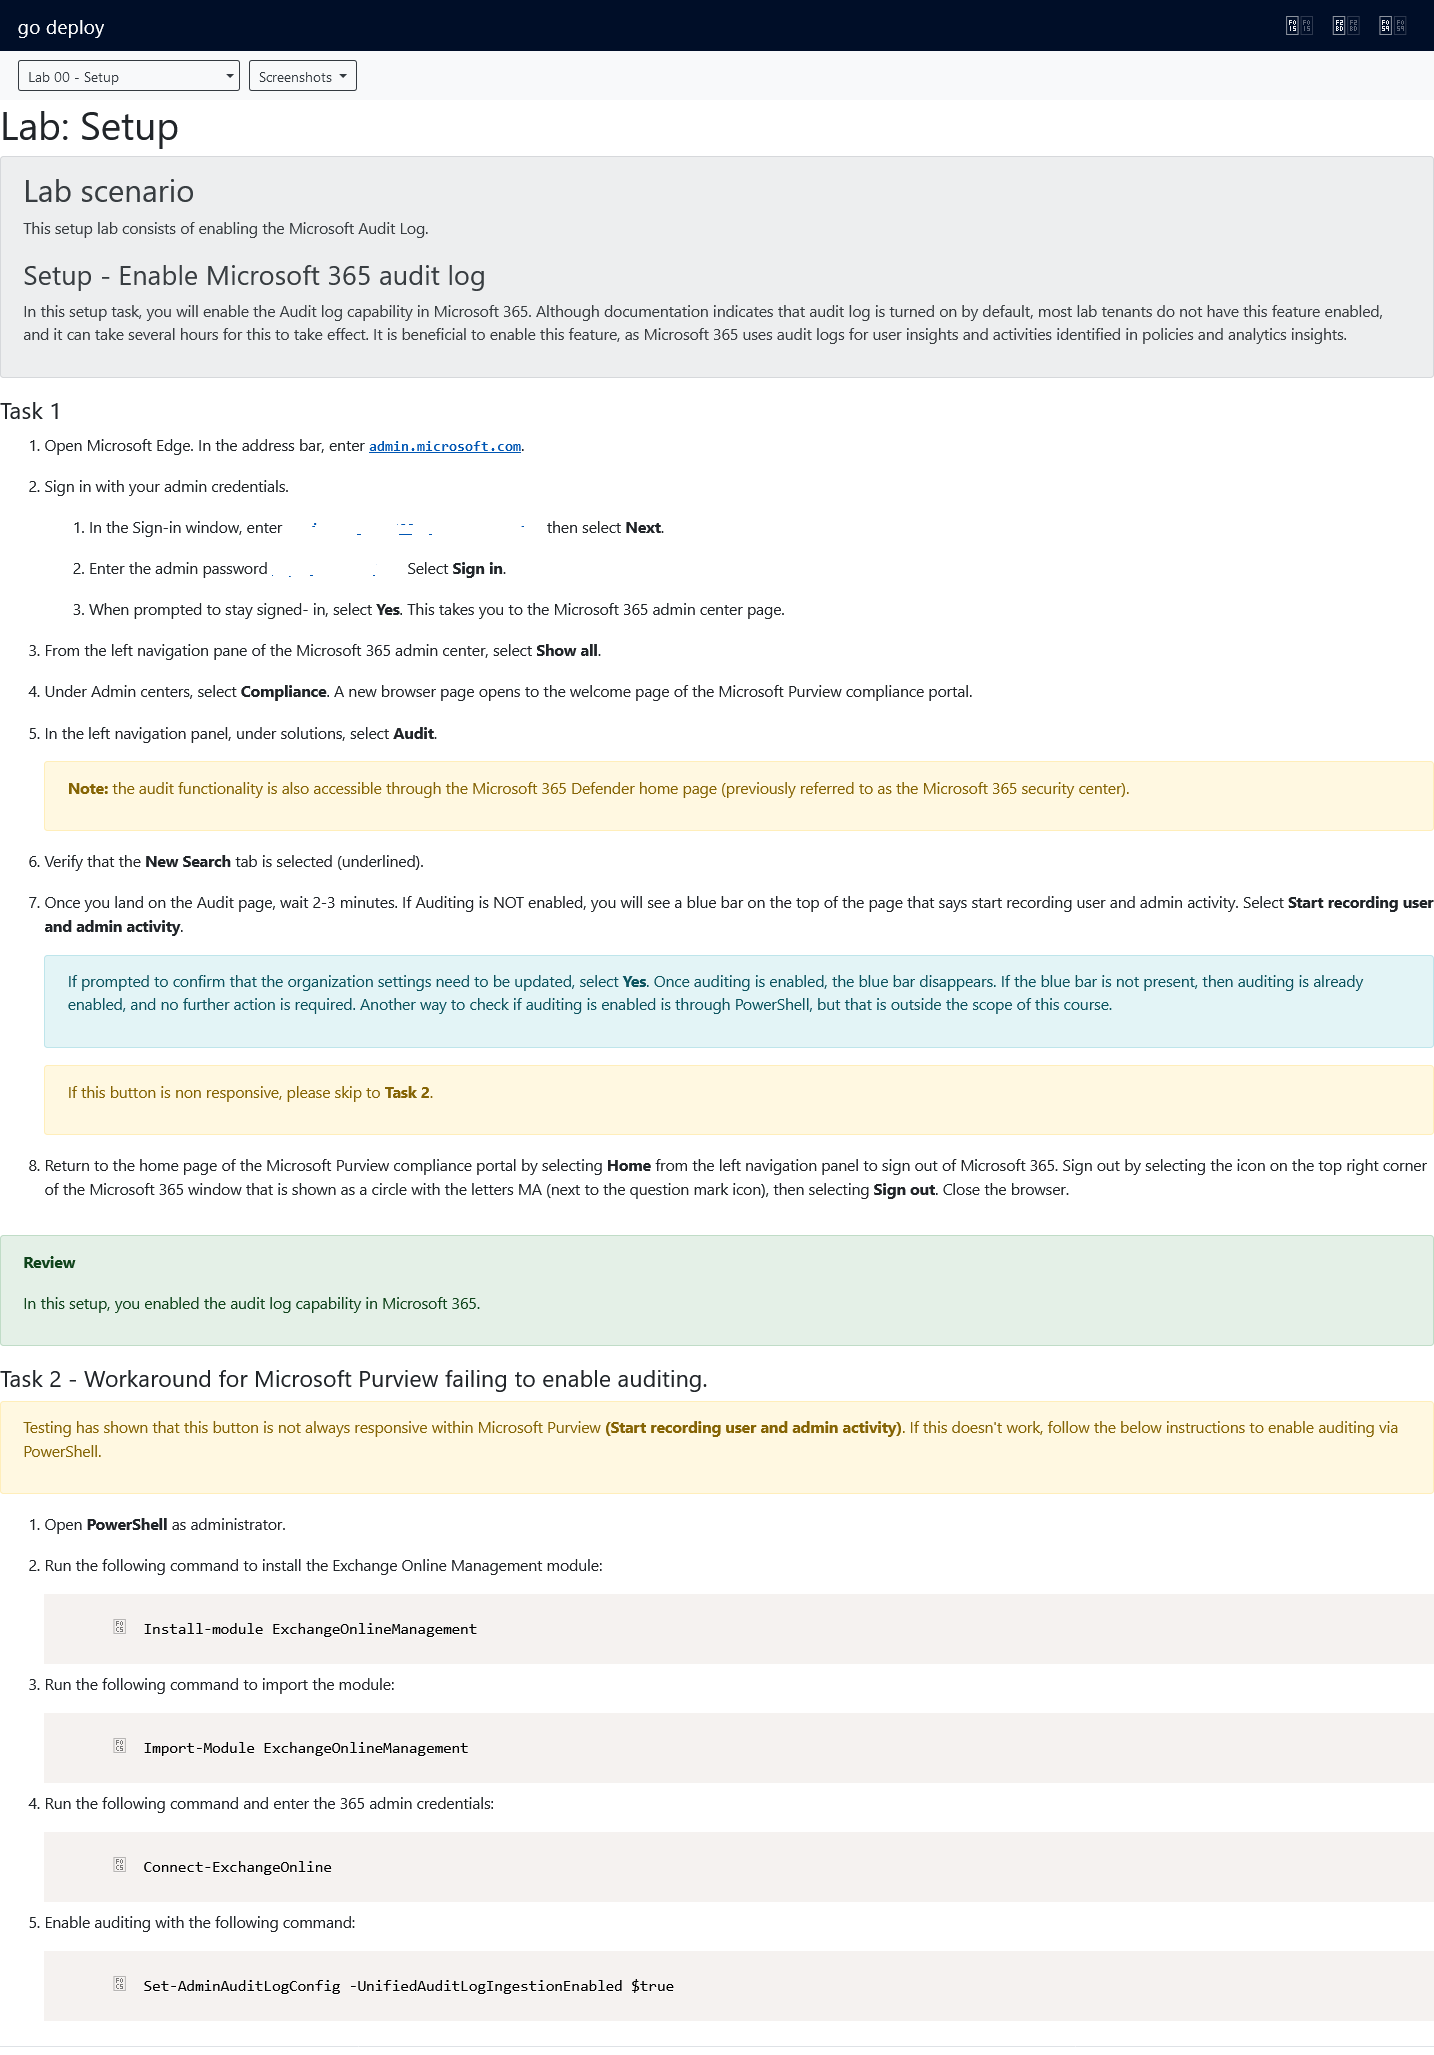 go deploy
Lab 00 - Setup
Screenshots
Lab: Setup
Lab scenario
This setup lab consists of enabling the Microsoft Audit Log.
Setup - Enable Microsoft 365 audit log
In this setup task, you will enable the Audit log capability in Microsoft 365. Although documentation indicates that audit log is turned on by default, most lab tenants do not have this feature enabled,
and it can take several hours for this to take effect. It is beneficial to enable this feature, as Microsoft 365 uses audit logs for user insights and activities identified in policies and analytics insights.
Task 1
1. Open Microsoft Edge. In the address bar, enter admin.microsoft.com.
2. Sign in with your admin credentials.
1. In the Sign-in window, enter then select Next.
2. Enter the admin password Select Sign in.
3. When prompted to stay signed- in, select Yes. This takes you to the Microsoft 365 admin center page.
3. From the left navigation pane of the Microsoft 365 admin center, select Show all.
4. Under Admin centers, select Compliance. A new browser page opens to the welcome page of the Microsoft Purview compliance portal.
5. In the left navigation panel, under solutions, select Audit.
Note: the audit functionality is also accessible through the Microsoft 365 Defender home page (previously referred to as the Microsoft 365 security center).
6. Verify that the New Search tab is selected (underlined).
7. Once you land on the Audit page, wait 2-3 minutes. If Auditing is NOT enabled, you will see a blue bar on the top of the page that says start recording user and admin activity. Select Start recording user
and admin activity.
If prompted to confirm that the organization settings need to be updated, select Yes. Once auditing is enabled, the blue bar disappears. If the blue bar is not present, then auditing is already
enabled, and no further action is required. Another way to check if auditing is enabled is through PowerShell, but that is outside the scope of this course.
If this button is non responsive, please skip to Task 2.
8. Return to the home page of the Microsoft Purview compliance portal by selecting Home from the left navigation panel to sign out of Microsoft 365. Sign out by selecting the icon on the top right corner
of the Microsoft 365 window that is shown as a circle with the letters MA (next to the question mark icon), then selecting Sign out. Close the browser.
Review
In this setup, you enabled the audit log capability in Microsoft 365.
Task 2 - Workaround for Microsoft Purview failing to enable auditing.
Testing has shown that this button is not always responsive within Microsoft Purview (Start recording user and admin activity). If this doesn't work, follow the below instructions to enable auditing via
PowerShell.
1. Open PowerShell as administrator.
2. Run the following command to install the Exchange Online Management module:
Install-module ExchangeOnlineManagement
3. Run the following command to import the module:
Import-Module ExchangeOnlineManagement
4. Run the following command and enter the 365 admin credentials:
Connect-ExchangeOnline
5. Enable auditing with the following command:
Set-AdminAuditLogConfig -UnifiedAuditLogIngestionEnabled $true